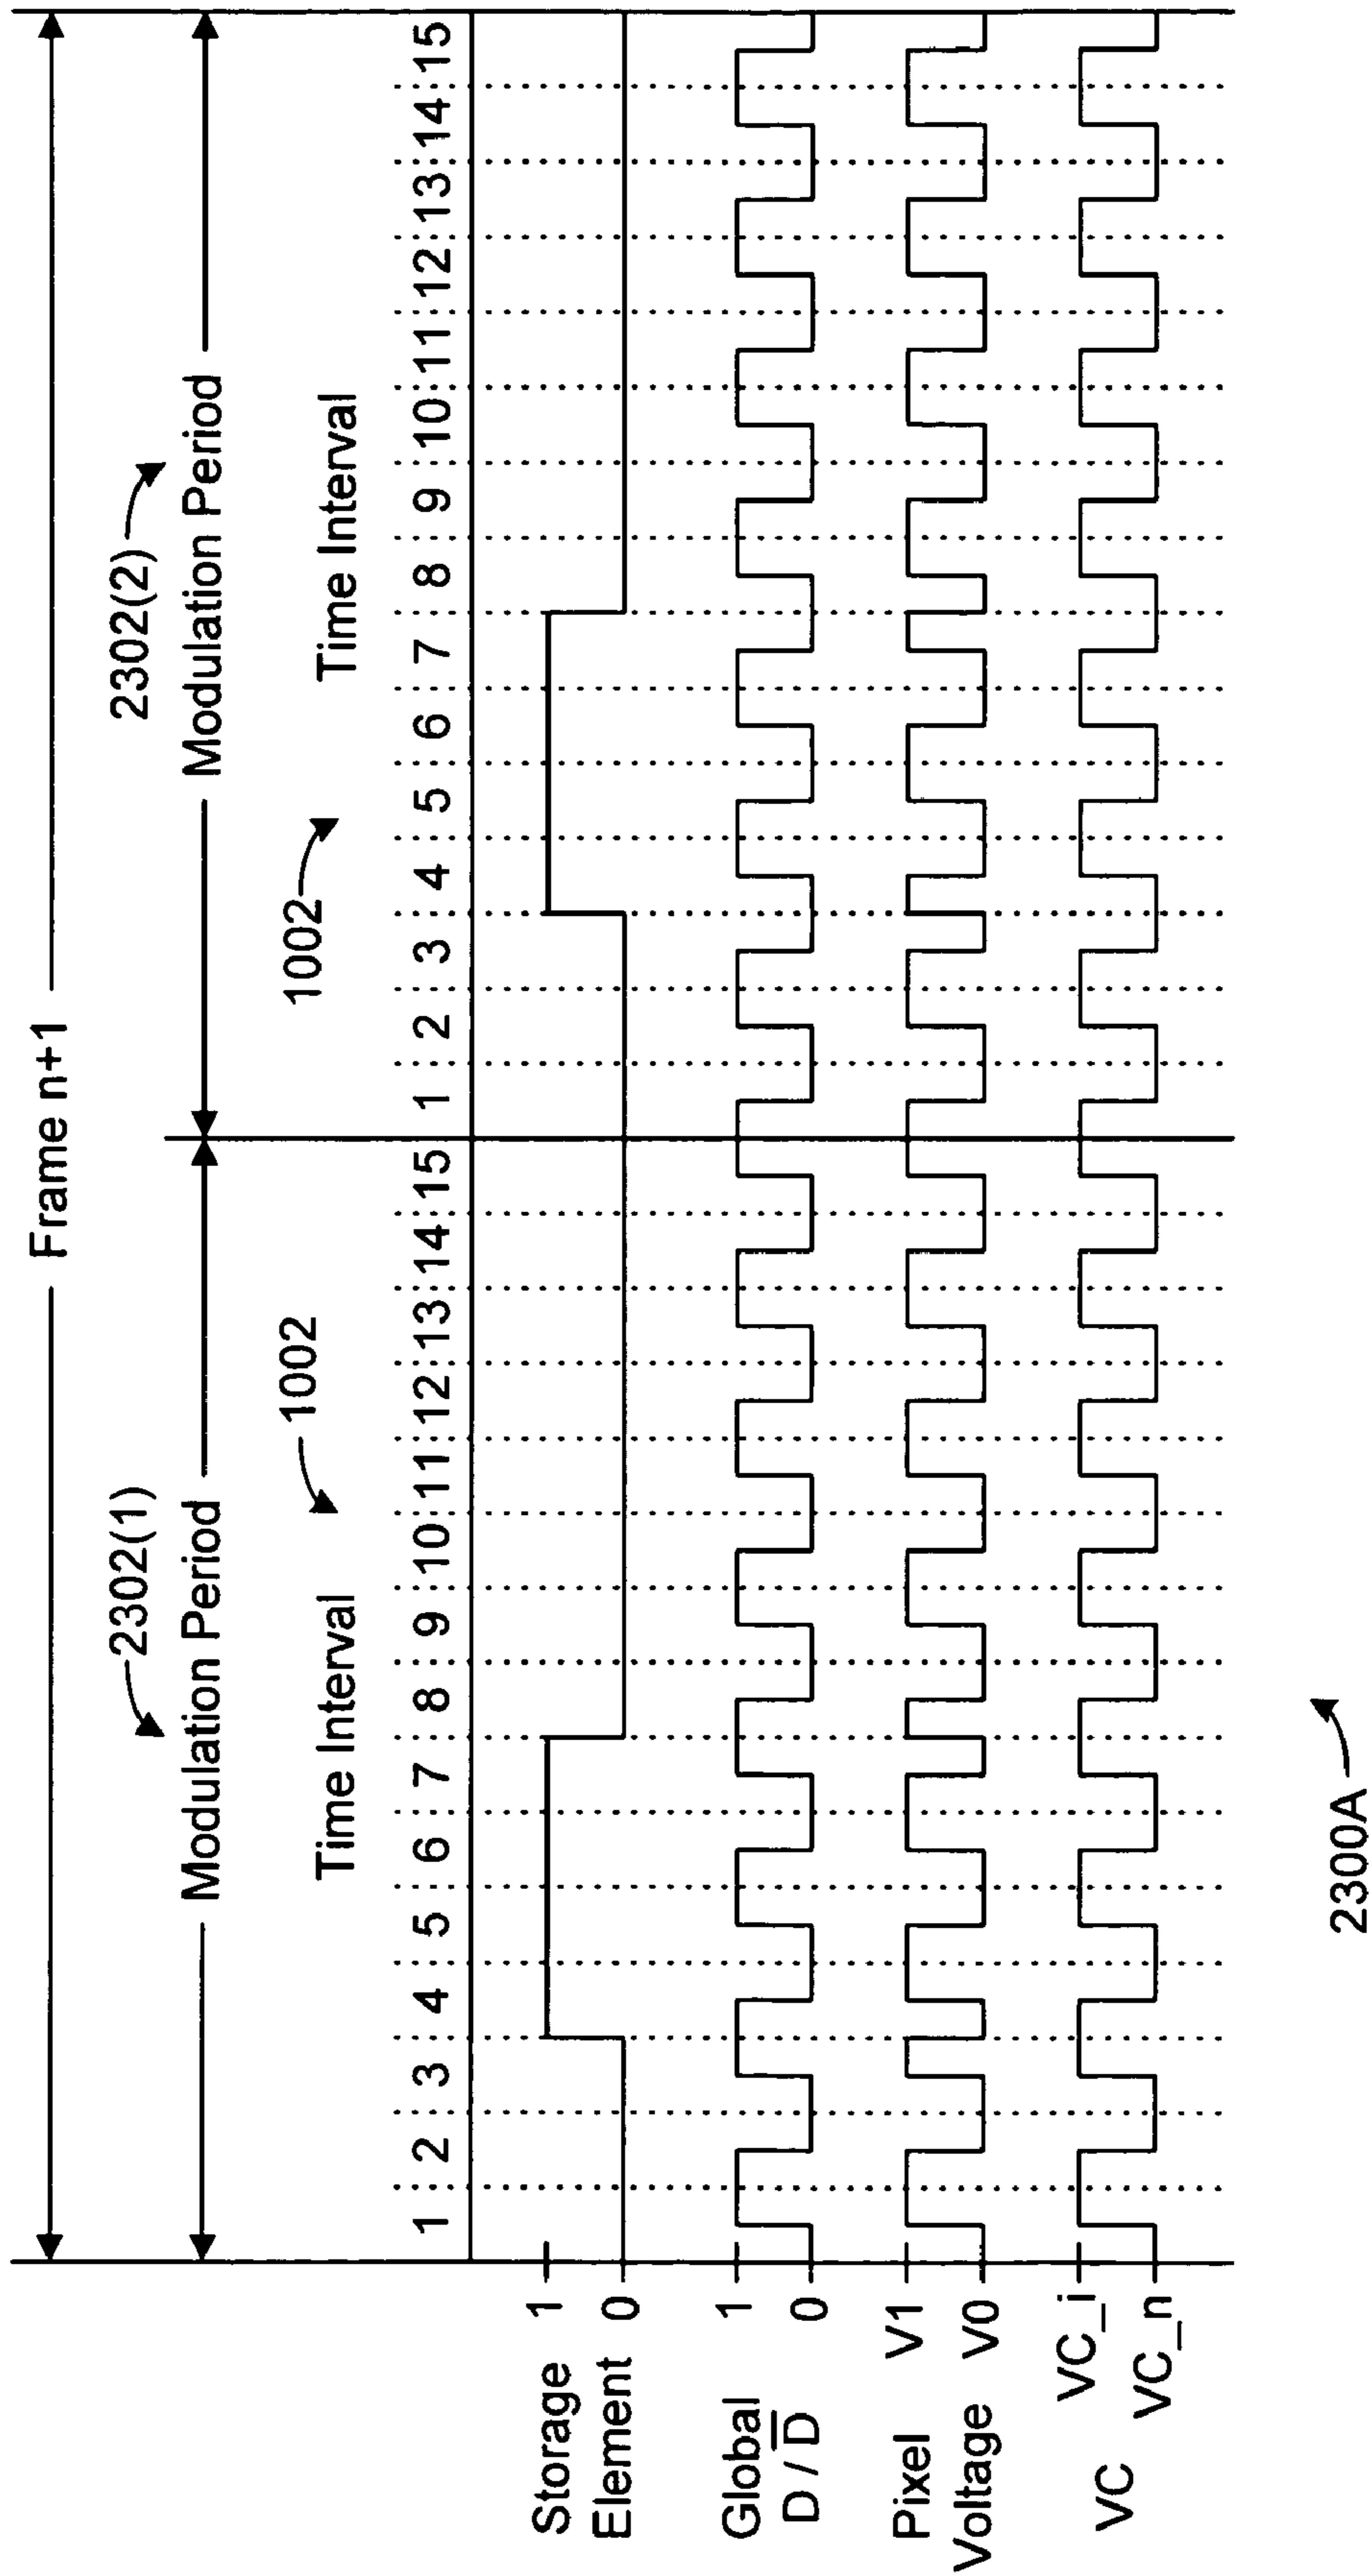 Frame n+1
2302(1)
2302(2)
Modulation Period
Modulation Period
1002
1002
Time Interval
Time Interval
1 2 3 4 5 6 7 8 9 10 11 12 13 14 15 1 2 3 4 5 6 7 8 9 10 11 12 13 14 15
Storage 1
Element 0
Global 1
D / D̅ 0
Pixel V1
Voltage V0
VC_i
VC
VC_n
2300A